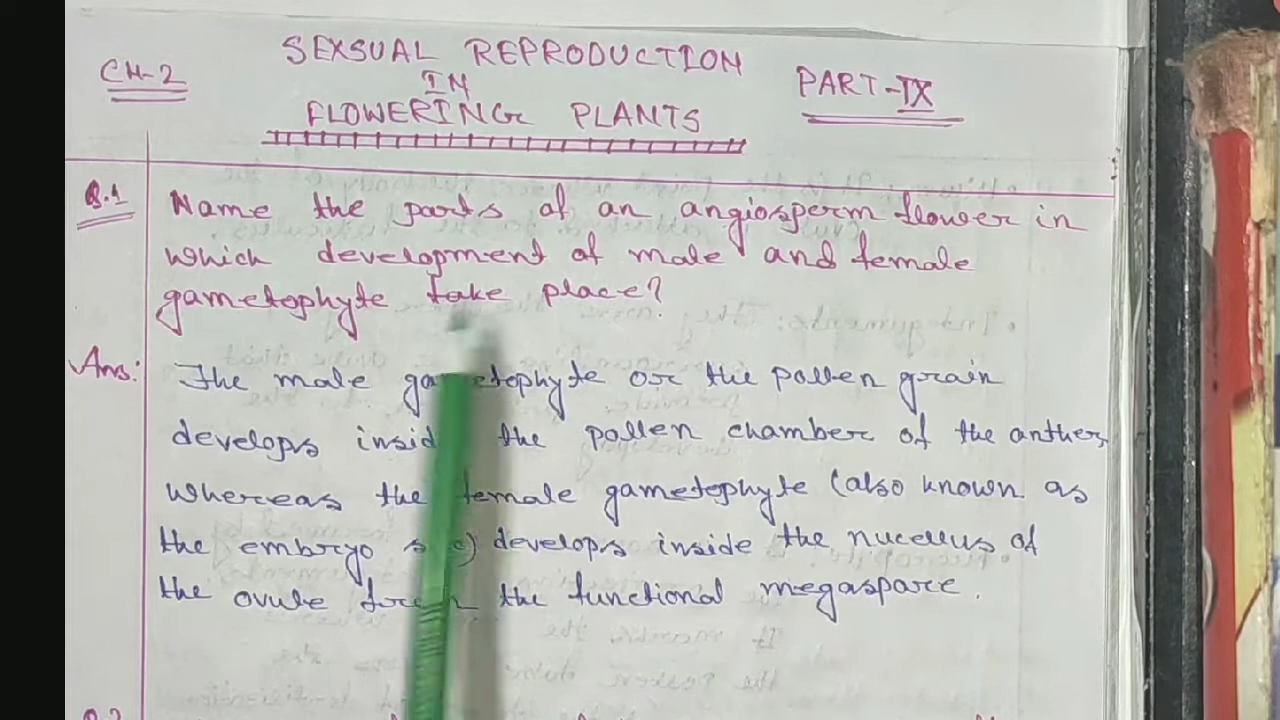 CH-2
SEXSUAL REPRODUCTION
IN
FLOWERING PLANTS
PART-IX
Q.1
Name the parts of an angiosperm flower in
which development of male and female
gametophyte take place?
Ans:
The male gametophyte or the pollen grain
develops inside the pollen chamber of the anther,
whereas the female gametophyte (also known as
the embryo sac) develops inside the nucellus of
the ovule from the functional megaspore.